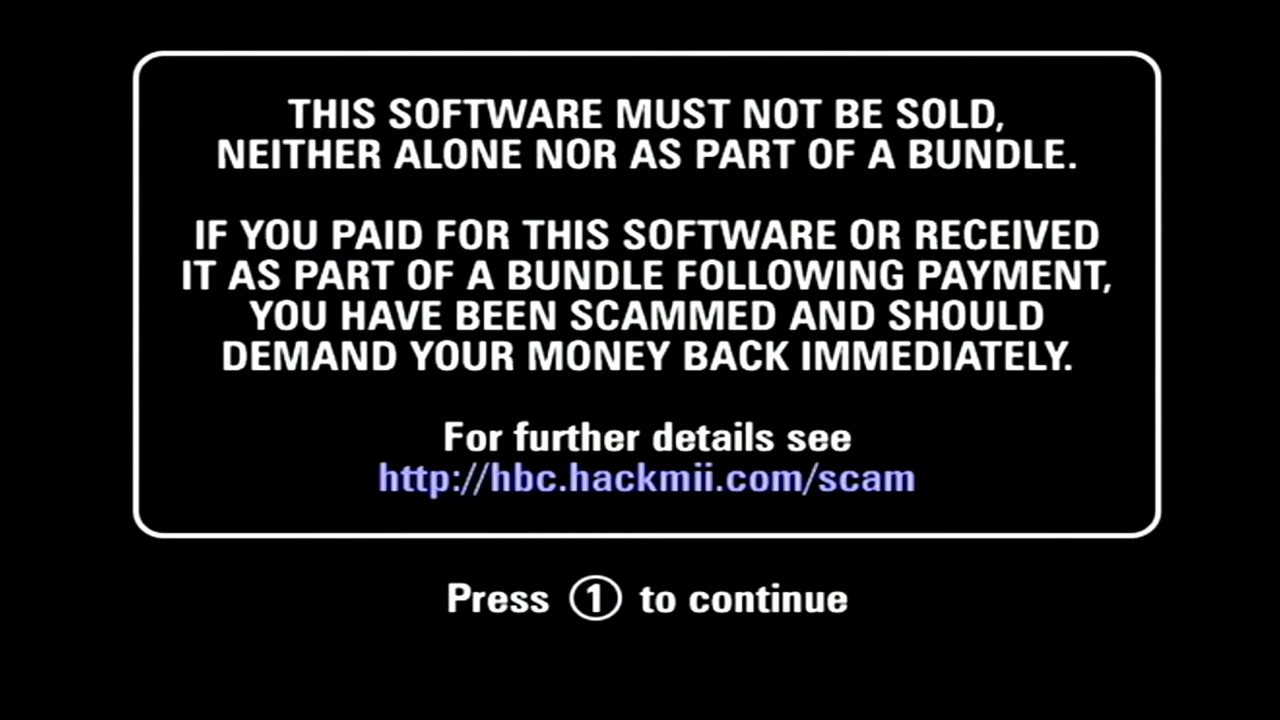 THIS SOFTWARE MUST NOT BE SOLD,
NEITHER ALONE NOR AS PART OF A BUNDLE.
IF YOU PAID FOR THIS SOFTWARE OR RECEIVED
IT AS PART OF A BUNDLE FOLLOWING PAYMENT,
YOU HAVE BEEN SCAMMED AND SHOULD
DEMAND YOUR MONEY BACK IMMEDIATELY.
For further details see
http://hbc.hackmii.com/scam
Press 1 to continue